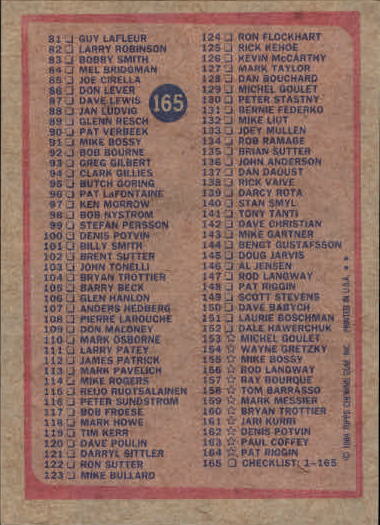 81 □ GUY LAFLEUR
82 □ LARRY ROBINSON
83 □ BOBBY SMITH
84 □ MEL BRIDGMAN
85 □ JOE CIRELLA
86 □ DON LEVER
87 □ DAVE LEWIS
88 □ JAN LUDVIG
89 □ GLENN RESCH
90 □ PAT VERBEEK
91 □ MIKE BOSSY
92 □ BOB BOURNE
93 □ GREG GILBERT
94 □ CLARK GILLIES
95 □ BUTCH GORING
96 □ PAT LaFONTAINE
97 □ KEN MORROW
98 □ BOB NYSTROM
99 □ STEFAN PERSSON
100 □ DENIS POTVIN
101 □ BILLY SMITH
102 □ BRENT SUTTER
103 □ JOHN TONELLI
104 □ BRYAN TROTTIER
105 □ BARRY BECK
106 □ GLEN HANLON
107 □ ANDERS HEDBERG
108 □ PIERRE LAROUCHE
109 □ DON MALONEY
110 □ MARK OSBORNE
111 □ LARRY PATEY
112 □ JAMES PATRICK
113 □ MARK PAVELICH
114 □ MIKE ROGERS
115 □ REIJO RUOTSALAINEN
116 □ PETER SUNDSTROM
117 □ BOB FROESE
118 □ MARK HOWE
119 □ TIM KERR
120 □ DAVE POULIN
121 □ DARRYL SITTLER
122 □ RON SUTTER
123 □ MIKE BULLARD
165
124 □ RON FLOCKHART
125 □ RICK KEHOE
126 □ KEVIN McCARTHY
127 □ MARK TAYLOR
128 □ DAN BOUCHARD
129 □ MICHEL GOULET
130 □ PETER STASTNY
131 □ BERNIE FEDERKO
132 □ MIKE LIUT
133 □ JOEY MULLEN
134 □ ROB RAMAGE
135 □ BRIAN SUTTER
136 □ JOHN ANDERSON
137 □ DAN DAOUST
138 □ RICK VAIVE
139 □ DARCY ROTA
140 □ STAN SMYL
141 □ TONY TANTI
142 □ DAVE CHRISTIAN
143 □ MIKE GARTNER
144 □ BENGT GUSTAFSSON
145 □ DOUG JARVIS
146 □ AL JENSEN
147 □ ROD LANGWAY
148 □ PAT RIGGIN
149 □ SCOTT STEVENS
150 □ DAVE BABYCH
151 □ LAURIE BOSCHMAN
152 □ DALE HAWERCHUK
153 ☆ MICHEL GOULET
154 ☆ WAYNE GRETZKY
155 ☆ MIKE BOSSY
156 ☆ ROD LANGWAY
157 ☆ RAY BOURQUE
158 ☆ TOM BARRASSO
159 ☆ MARK MESSIER
160 ☆ BRYAN TROTTIER
161 ☆ JARI KURRI
162 ☆ DENIS POTVIN
163 ☆ PAUL COFFEY
164 ☆ PAT RIGGIN
165 □ CHECKLIST: 1-165
© 1984 TOPPS CHEWING GUM, INC. PRINTED IN U.S.A. * *